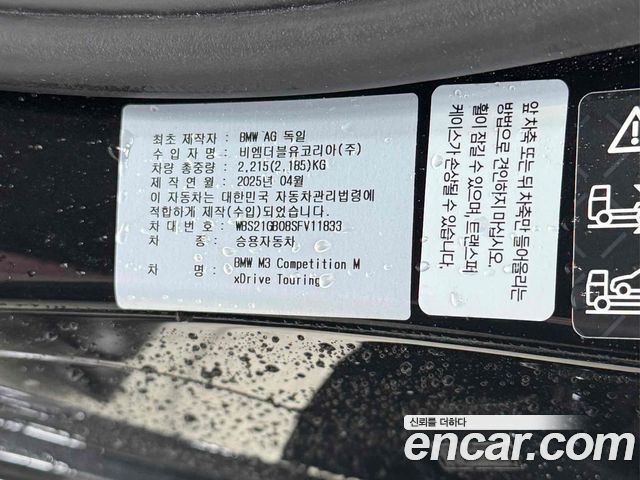 최초 제작자 : BMW AG 독일
수 입 자 명 : 비엠더블유코리아(주)
차량 총중량 : 2,215(2,185)KG
제 작 연 월 : 2025년 04월
이 자동차는 대한민국 자동차관리법령에
적합하게 제작(수입)되었습니다.
차 대 번 호 : WBS21GB08SFV11833
차 종 : 승용자동차
차 명 : BMW M3 Competition M
xDrive Touring
앞 차축 또는 뒤 차축만 들어올리는
방법으로 견인하지 마십시오.
휠이 잠길 수 있으며, 트랜스퍼
케이스가 손상될 수 있습니다.
신뢰를 더하다
encar.com